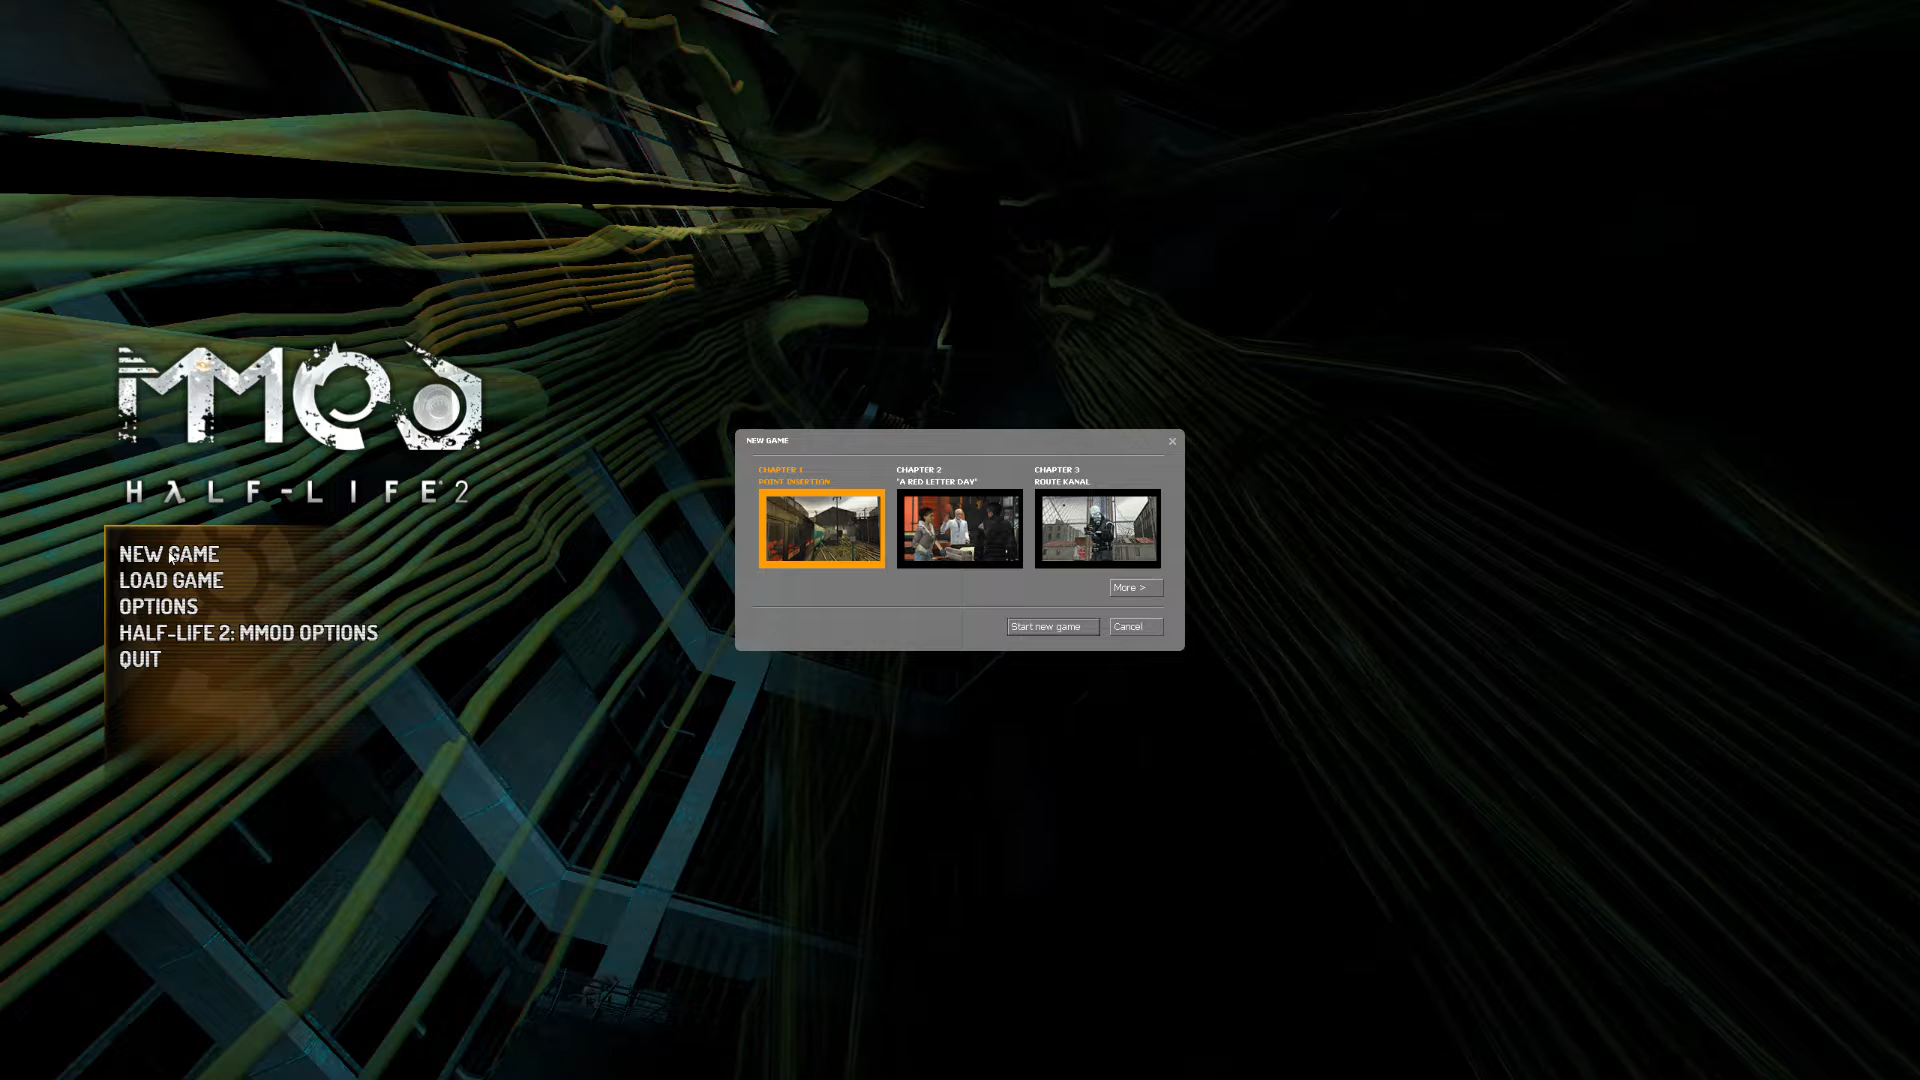 MMOD
HALF-LIFE 2
NEW GAME
LOAD GAME
OPTIONS
HALF-LIFE 2: MMOD OPTIONS
QUIT
NEW GAME
CHAPTER 1
POINT INSERTION
CHAPTER 2
"A RED LETTER DAY"
CHAPTER 3
ROUTE KANAL
More >
Start new game
Cancel